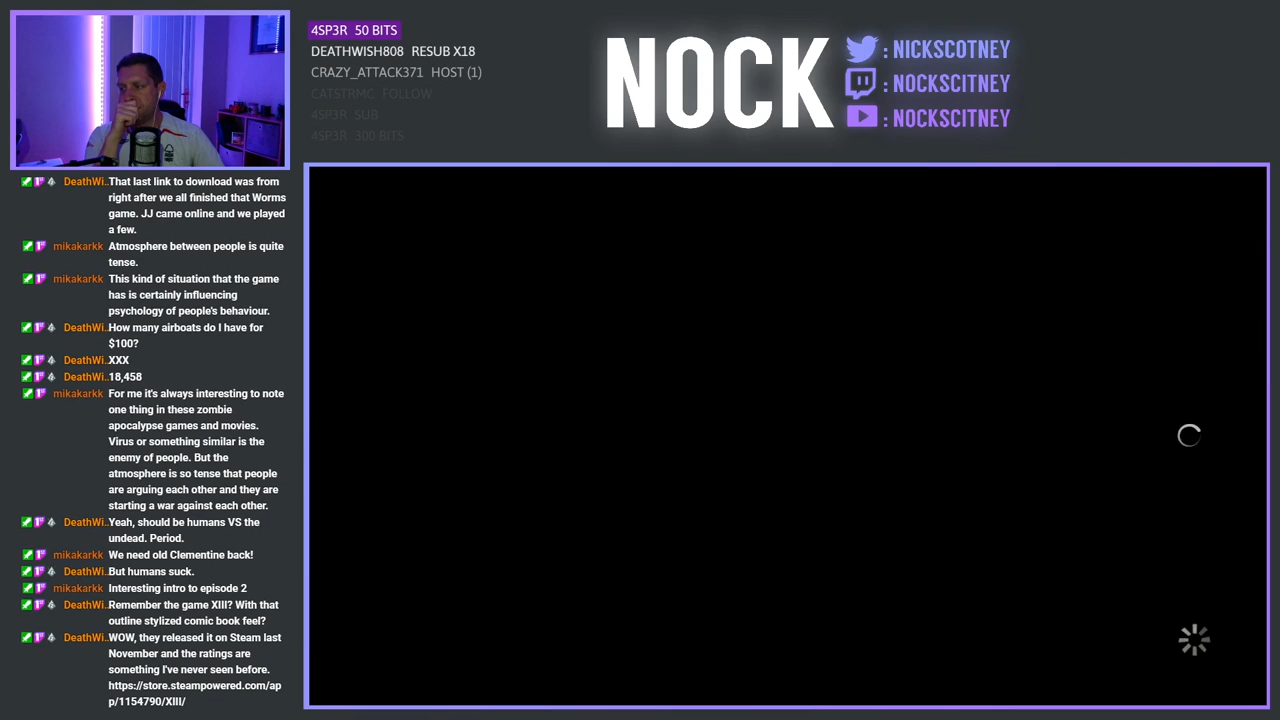 4SP3R 50 BITS
DEATHWISH808 RESUB X18
CRAZY_ATTACK371 HOST (1)
CATSTRMC FOLLOW
4SP3R SUB
4SP3R 300 BITS
NOCK
: NICKSCOTNEY
: NOCKSCITNEY
: NOCKSCITNEY
DeathWi..That last link to download was from
right after we all finished that Worms
game. JJ came online and we played
a few.
mikakarkk Atmosphere between people is quite
tense.
mikakarkk This kind of situation that the game
has is certainly influencing
psychology of people's behaviour.
DeathWi..How many airboats do I have for
$100?
DeathWi..XXX
DeathWi..18,458
mikakarkk For me it's always interesting to note
one thing in these zombie
apocalypse games and movies.
Virus or something similar is the
enemy of people. But the
atmosphere is so tense that people
are arguing each other and they are
starting a war against each other.
DeathWi..Yeah, should be humans VS the
undead. Period.
mikakarkk We need old Clementine back!
DeathWi..But humans suck.
mikakarkk Interesting intro to episode 2
DeathWi..Remember the game XIII? With that
outline stylized comic book feel?
DeathWi..WOW, they released it on Steam last
November and the ratings are
something I've never seen before.
https://store.steampowered.com/ap
p/1154790/XIII/